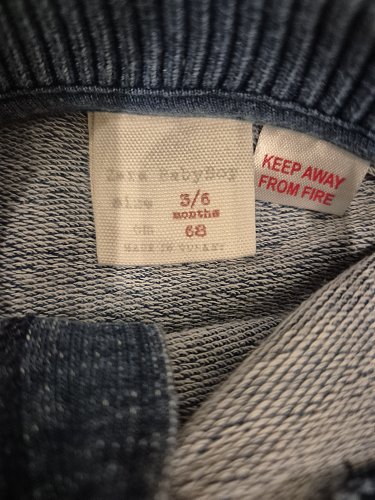 Zara BabyBoy
size 3/6
months
cm 68
MADE IN TURKEY
KEEP AWAY
FROM FIRE